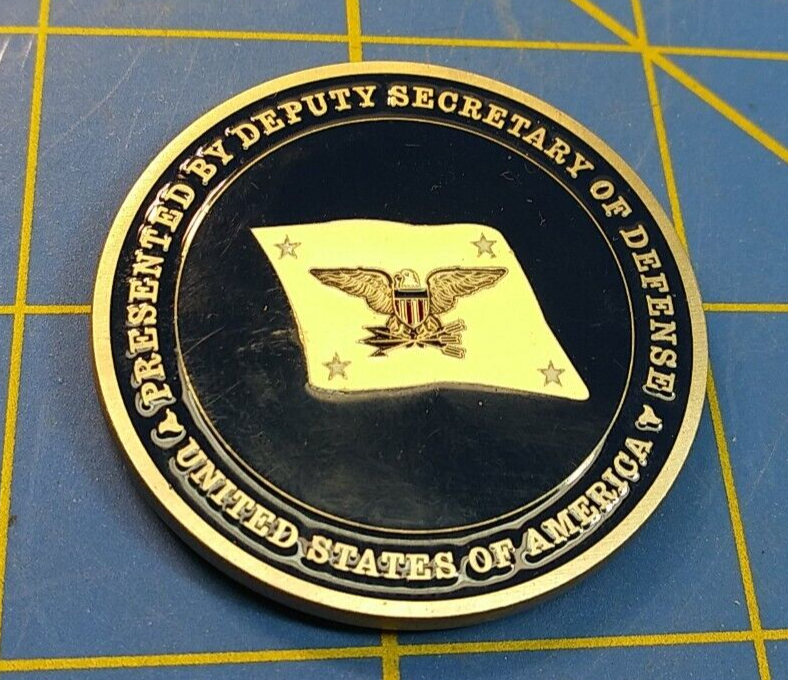 PRESENTED BY DEPUTY SECRETARY OF DEFENSE
UNITED STATES OF AMERICA